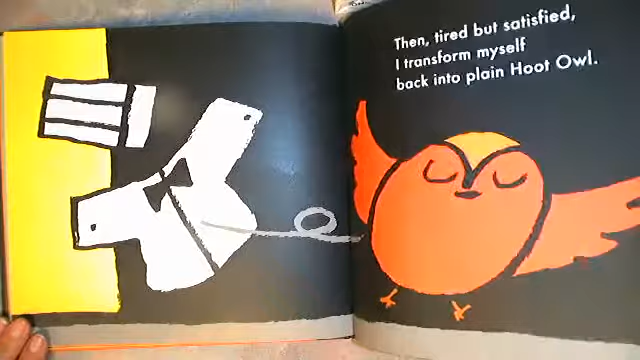 Then, tired but satisfied,
I transform myself
back into plain Hoot Owl.